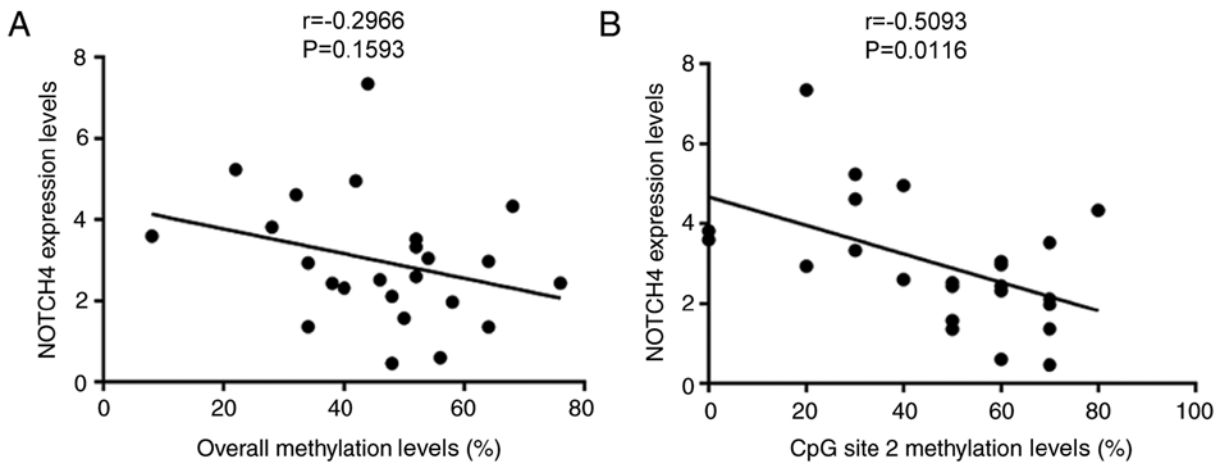 A
r=-0.2966
P=0.1593
NOTCH4 expression levels
8
6
4
2
0
0 20 40 60 80
Overall methylation levels (%)
B
r=-0.5093
P=0.0116
NOTCH4 expression levels
8
6
4
2
0
0 20 40 60 80 100
CpG site 2 methylation levels (%)